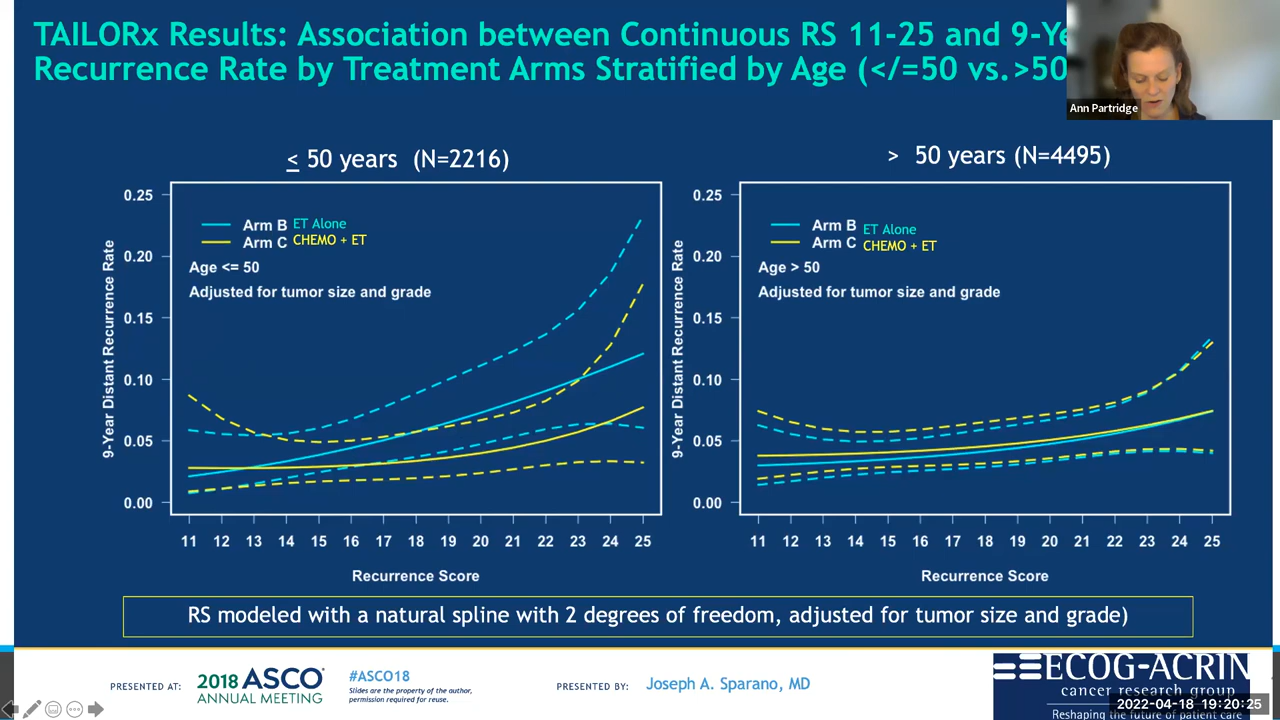 TAILORx Results: Association between Continuous RS 11-25 and 9-Ye
Recurrence Rate by Treatment Arms Stratified by Age (</=50 vs.>50
Ann Partridge
≤ 50 years (N=2216)
0.25
0.20
0.15
0.10
0.05
0.00
9-Year Distant Recurrence Rate
Arm B ET Alone
Arm C CHEMO + ET
Age <= 50
Adjusted for tumor size and grade
11 12 13 14 15 16 17 18 19 20 21 22 23 24 25
Recurrence Score
> 50 years (N=4495)
0.25
0.20
0.15
0.10
0.05
0.00
9-Year Distant Recurrence Rate
Arm B ET Alone
Arm C CHEMO + ET
Age > 50
Adjusted for tumor size and grade
11 12 13 14 15 16 17 18 19 20 21 22 23 24 25
Recurrence Score
RS modeled with a natural spline with 2 degrees of freedom, adjusted for tumor size and grade)
PRESENTED AT:
2018 ASCO
ANNUAL MEETING
#ASCO18
Slides are the property of the author,
permission required for reuse.
PRESENTED BY:
Joseph A. Sparano, MD
ECOG-ACRIN
cancer research group
Reshaping the future of patient care
2022-04-18 19:20:25